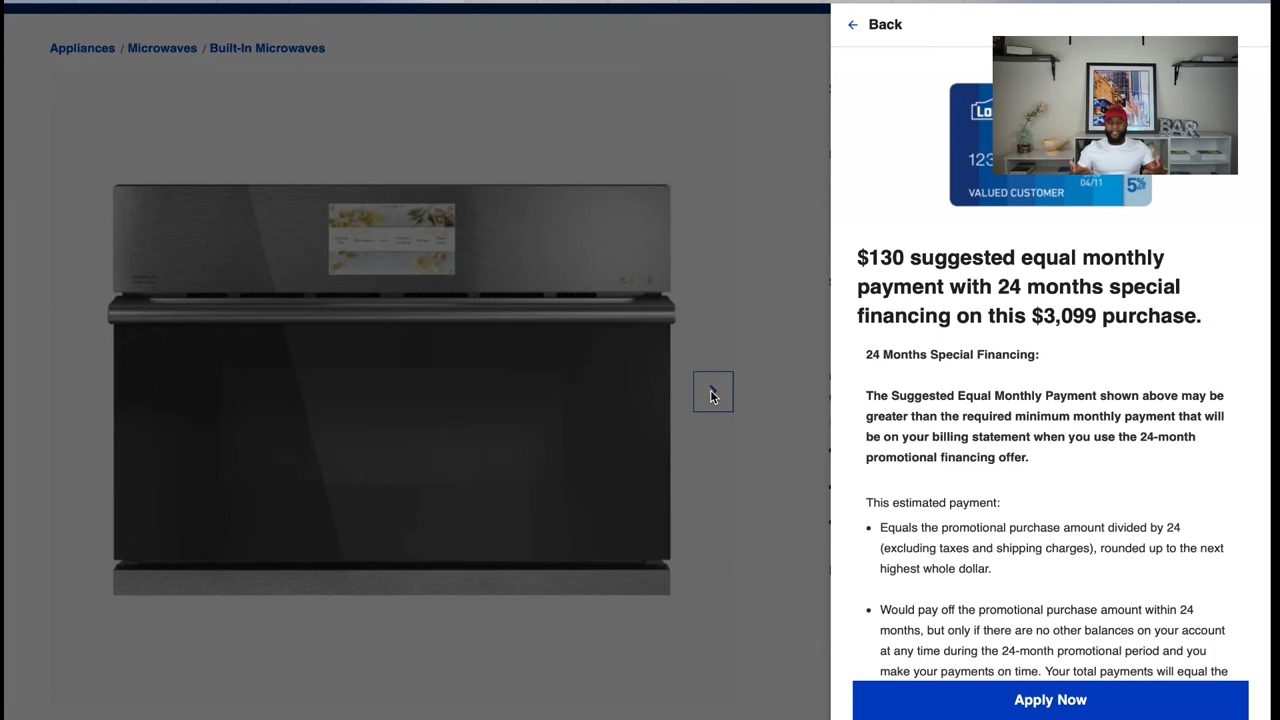 Appliances / Microwaves / Built-In Microwaves
← Back
Lo
123
04/11
5%
VALUED CUSTOMER
BAR
$130 suggested equal monthly
payment with 24 months special
financing on this $3,099 purchase.
24 Months Special Financing:
The Suggested Equal Monthly Payment shown above may be
greater than the required minimum monthly payment that will
be on your billing statement when you use the 24-month
promotional financing offer.
This estimated payment:
• Equals the promotional purchase amount divided by 24
(excluding taxes and shipping charges), rounded up to the next
highest whole dollar.
• Would pay off the promotional purchase amount within 24
months, but only if there are no other balances on your account
at any time during the 24-month promotional period and you
make your payments on time. Your total payments will equal the
Apply Now